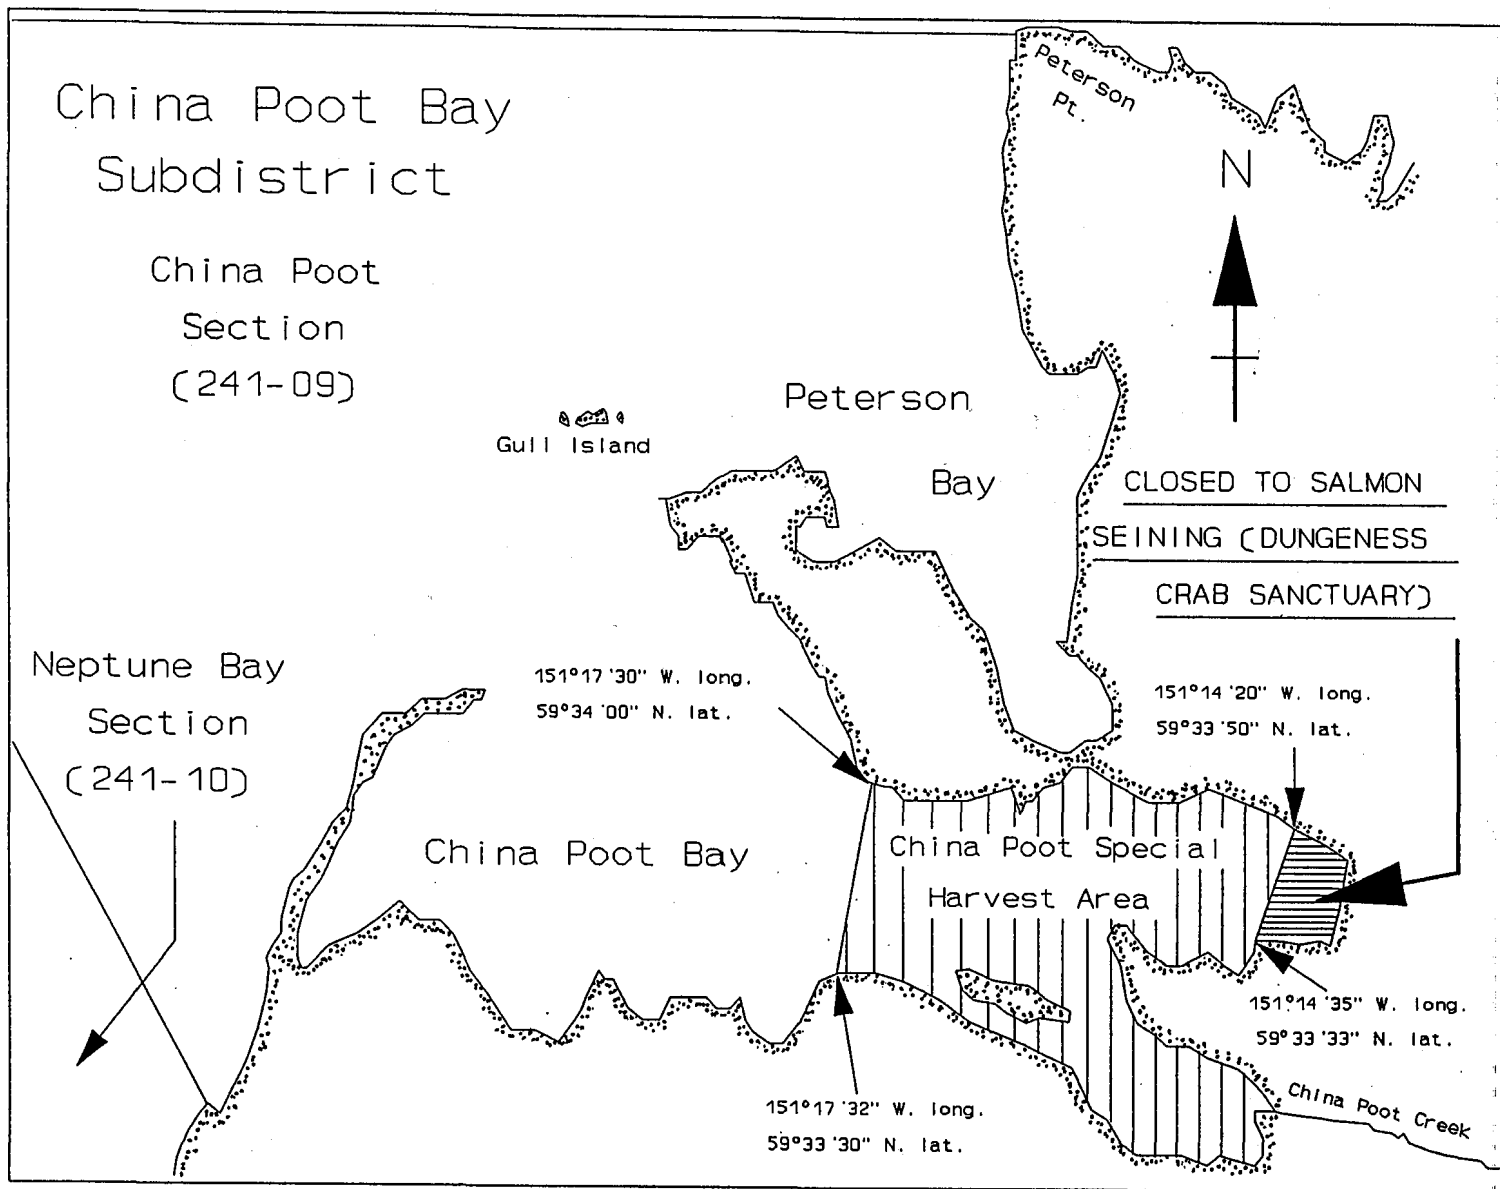 China Poot Bay
Subdistrict
China Poot
Section
(241-09)
Peterson
Pt.
N
Peterson
Bay
Gull Island
CLOSED TO SALMON
SEINING (DUNGENESS
CRAB SANCTUARY)
Neptune Bay
Section
(241-10)
151°17'30" W. long.
59°34'00" N. lat.
151°14'20" W. long.
59°33'50" N. lat.
China Poot Bay
China Poot Special
Harvest Area
151°14'35" W. long.
59°33'33" N. lat.
151°17'32" W. long.
59°33'30" N. lat.
China Poot Creek